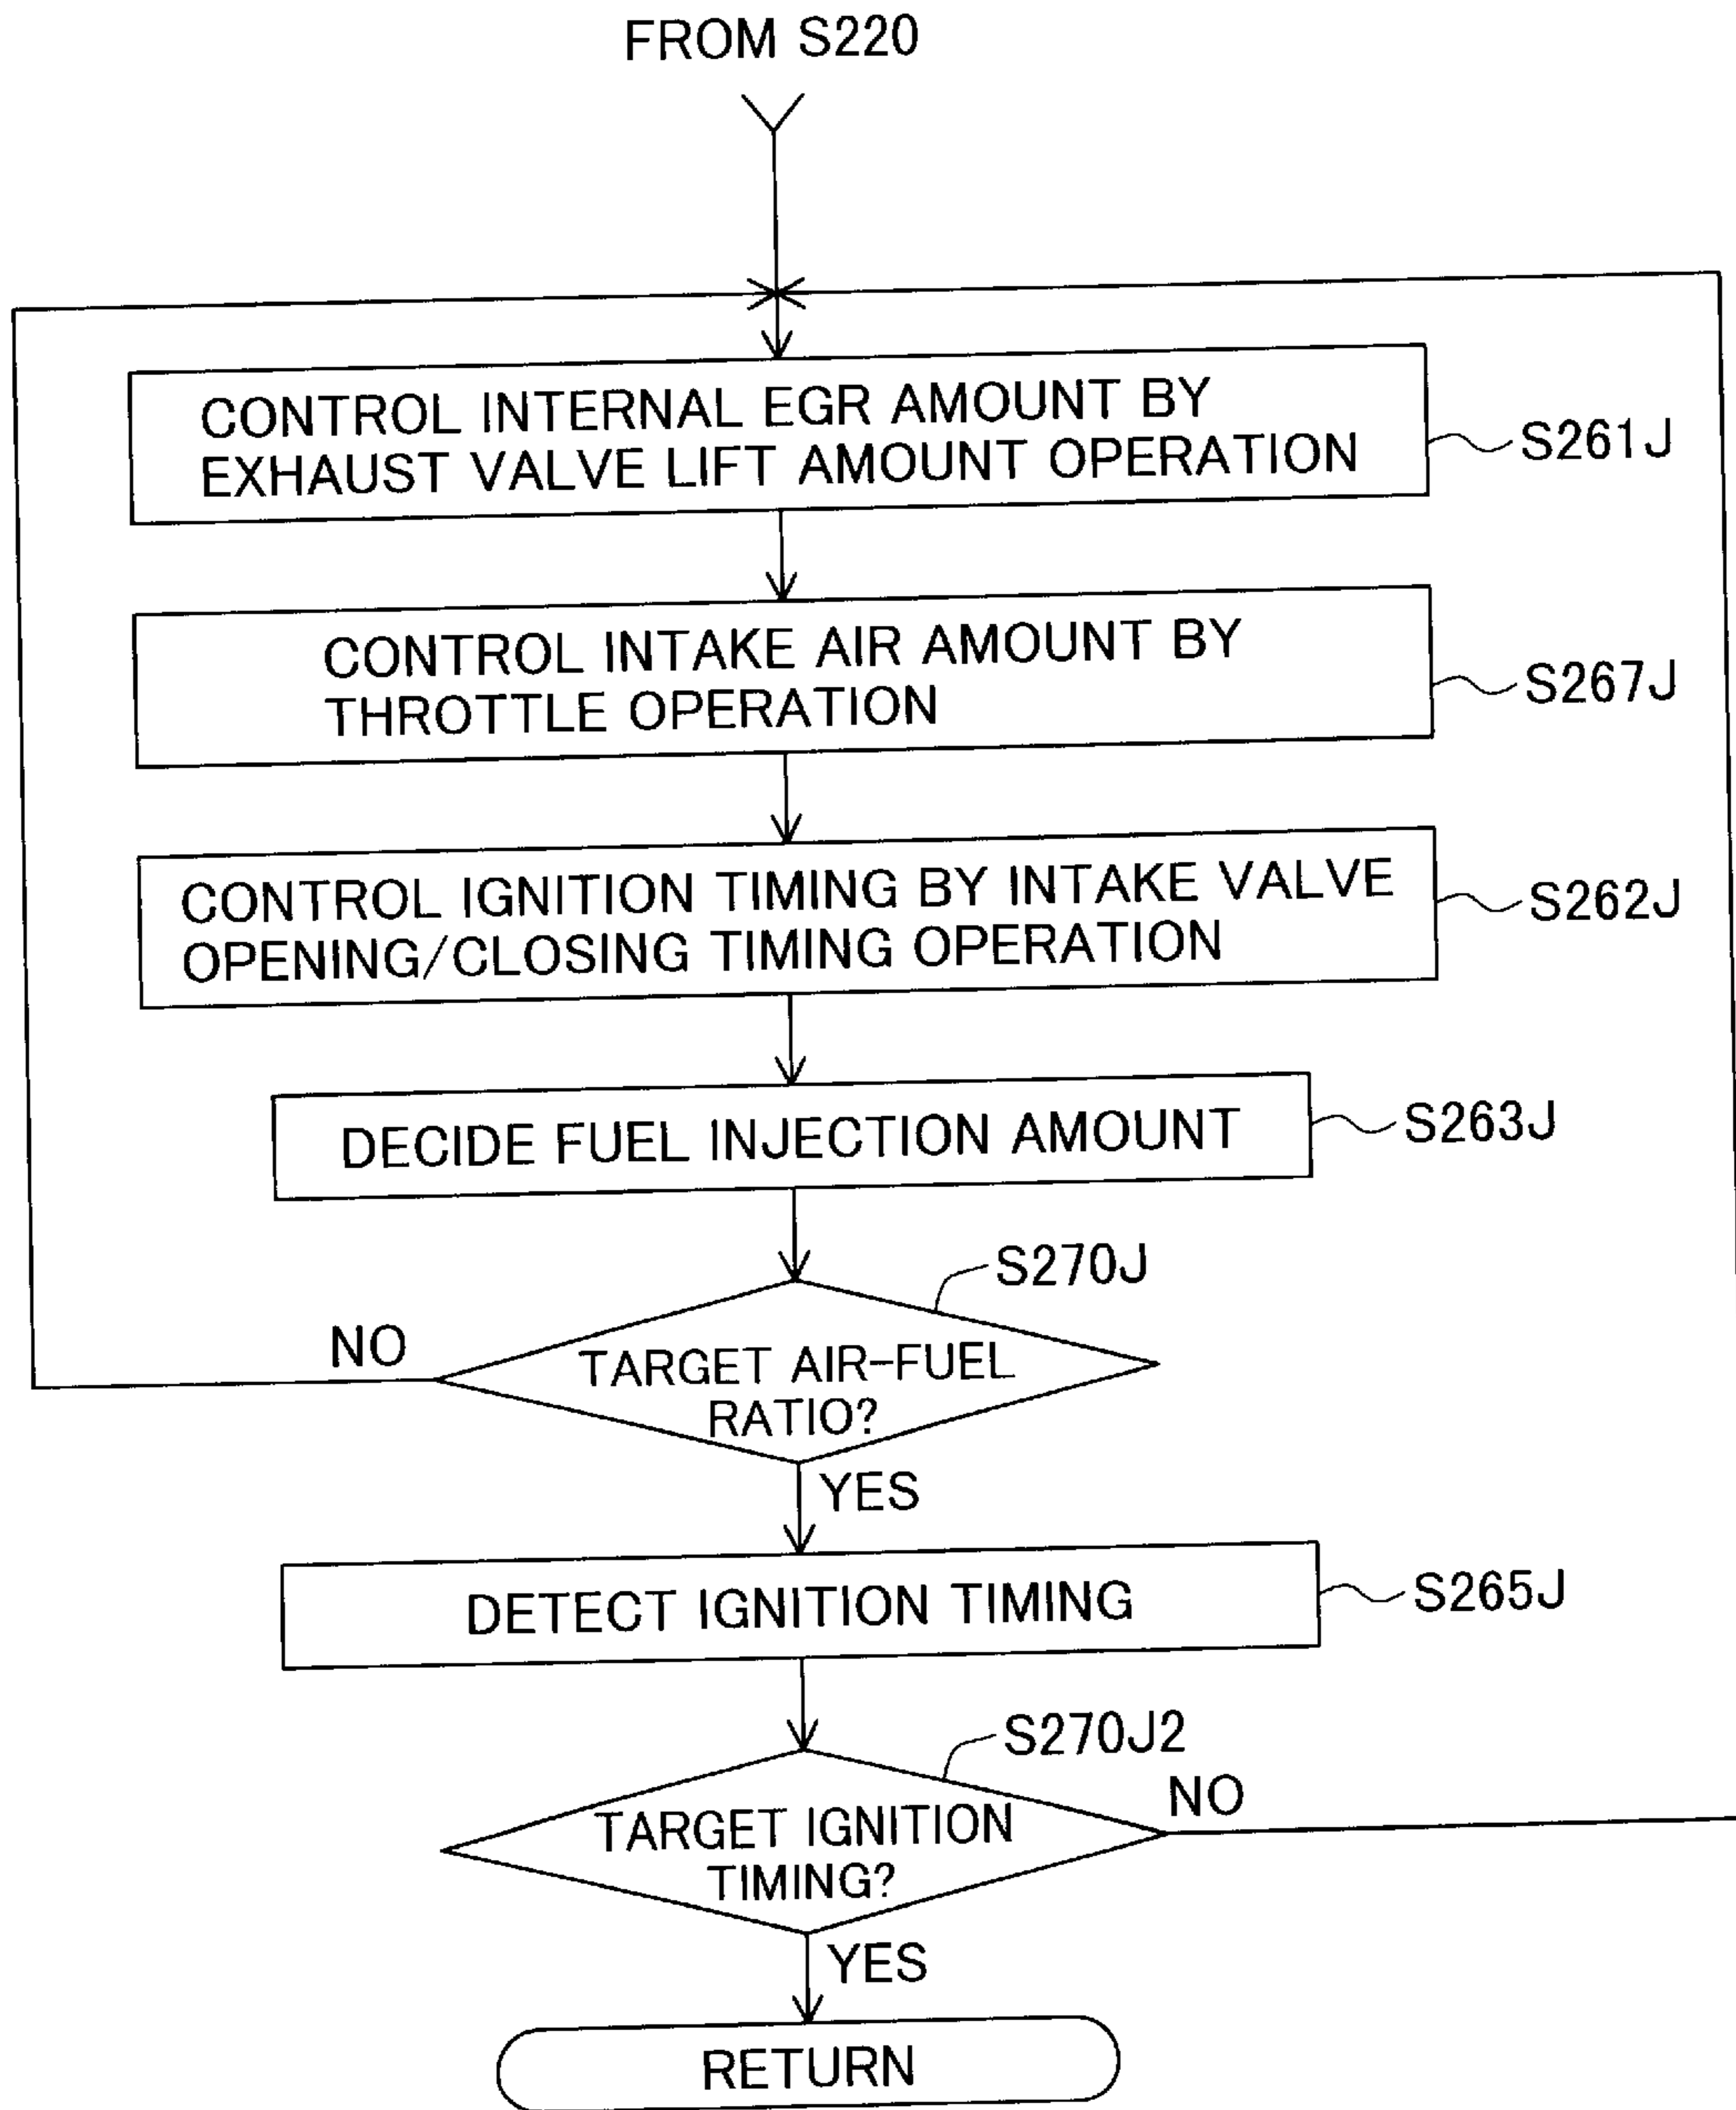 FROM S220
CONTROL INTERNAL EGR AMOUNT BY
EXHAUST VALVE LIFT AMOUNT OPERATION
S261J
CONTROL INTAKE AIR AMOUNT BY
THROTTLE OPERATION
S267J
CONTROL IGNITION TIMING BY INTAKE VALVE
OPENING/CLOSING TIMING OPERATION
S262J
DECIDE FUEL INJECTION AMOUNT
S263J
S270J
NO
TARGET AIR-FUEL
RATIO?
YES
DETECT IGNITION TIMING
S265J
S270J2
NO
TARGET IGNITION
TIMING?
YES
RETURN